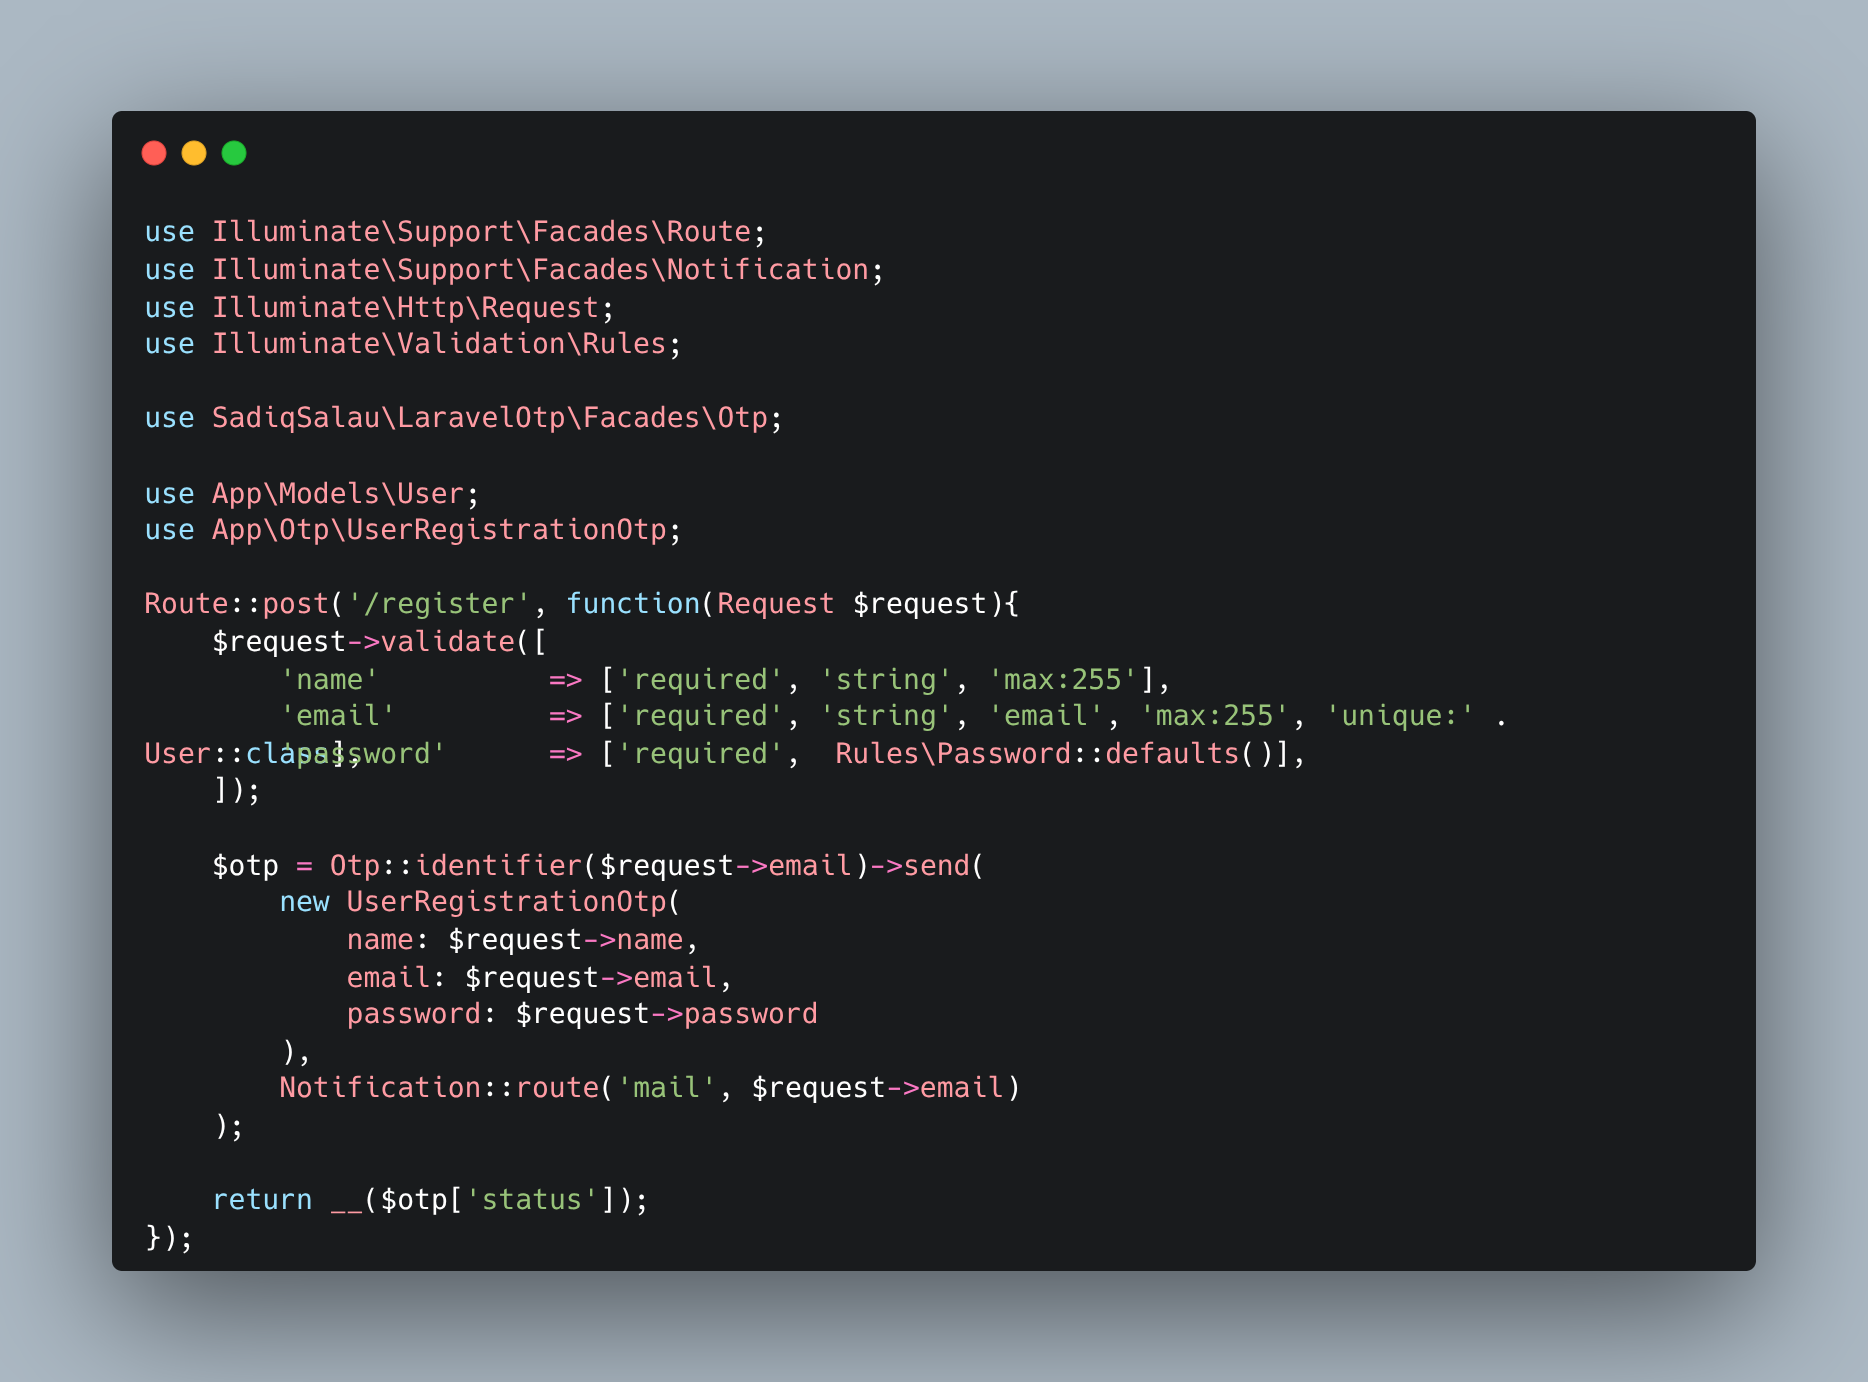 use Illuminate\Support\Facades\Route;
use Illuminate\Support\Facades\Notification;
use Illuminate\Http\Request;
use Illuminate\Validation\Rules;
use SadiqSalau\LaravelOtp\Facades\Otp;
use App\Models\User;
use App\Otp\UserRegistrationOtp;
Route::post('/register', function(Request $request){
    $request->validate([
        'name'          => ['required', 'string', 'max:255'],
        'email'         => ['required', 'string', 'email', 'max:255', 'unique:' .
User::class],
        'password'      => ['required',  Rules\Password::defaults()],
    ]);
    $otp = Otp::identifier($request->email)->send(
        new UserRegistrationOtp(
            name: $request->name,
            email: $request->email,
            password: $request->password
        ),
        Notification::route('mail', $request->email)
    );
    return __($otp['status']);
});